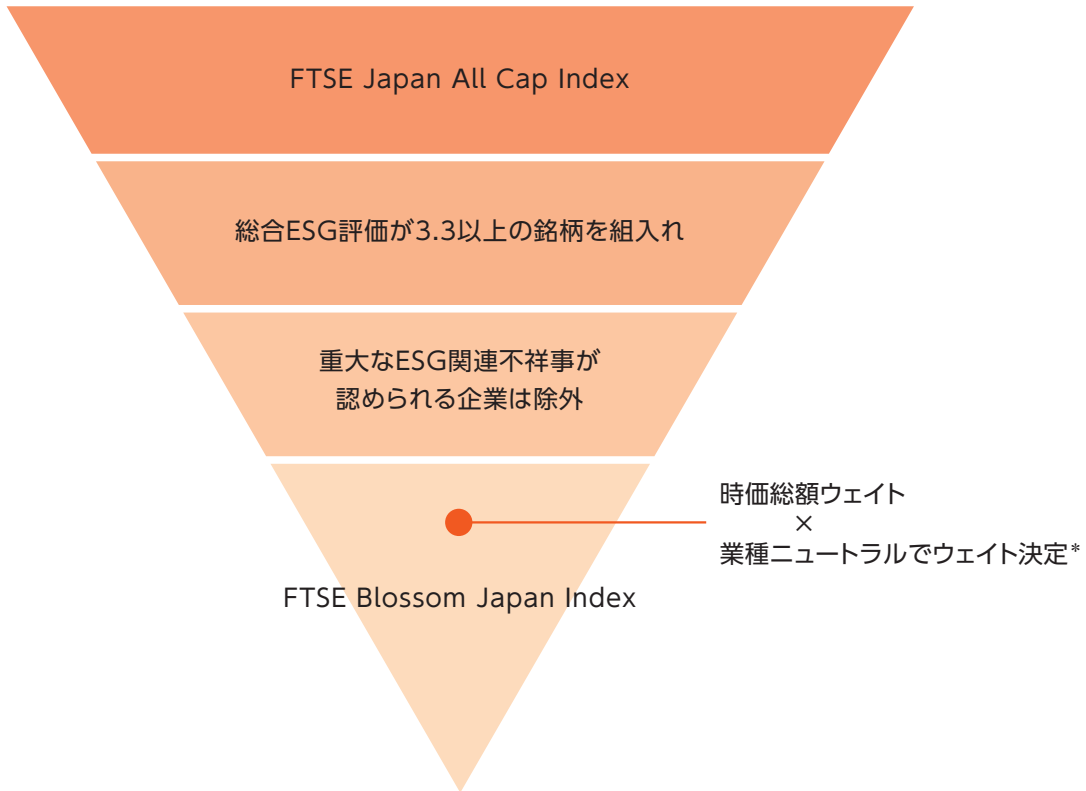 FTSE Japan All Cap Index
総合ESG評価が3.3以上の銘柄を組入れ
重大なESG関連不祥事が
認められる企業は除外
時価総額ウェイト
×
業種ニュートラルでウェイト決定*
FTSE Blossom Japan Index